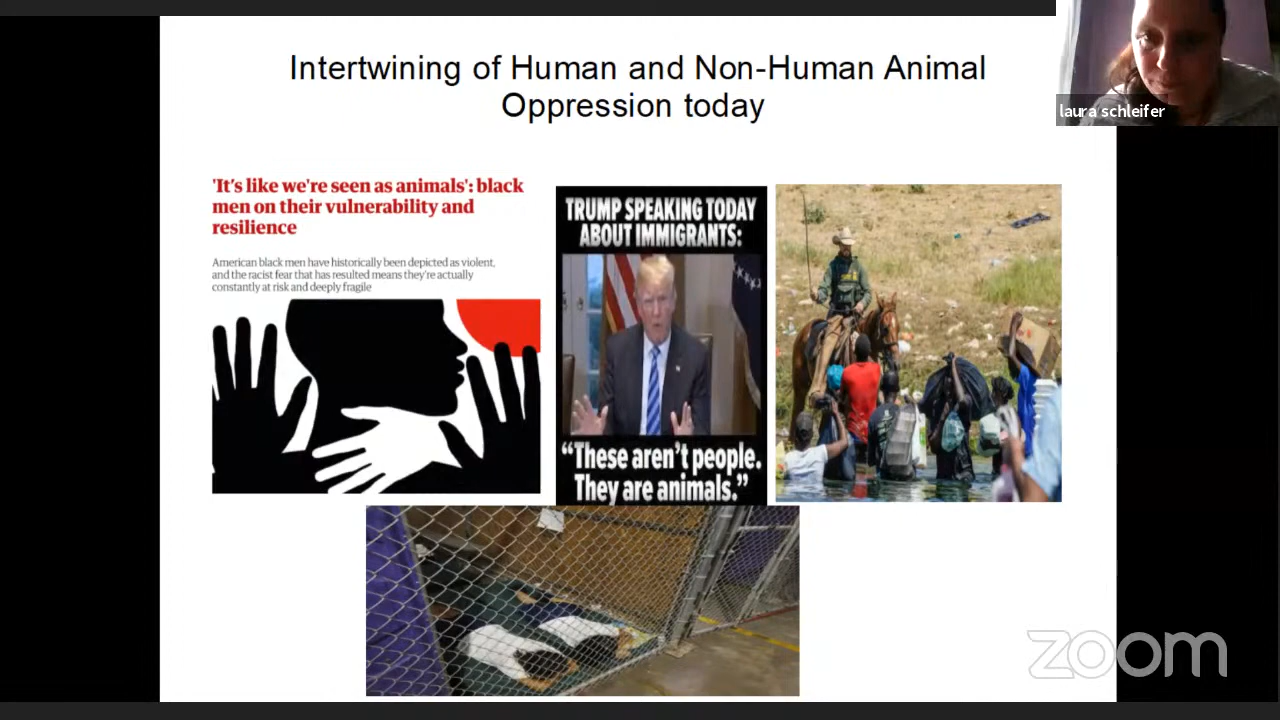 Intertwining of Human and Non-Human Animal
Oppression today
laura schleifer
'It's like we're seen as animals': black
men on their vulnerability and
resilience
American black men have historically been depicted as violent,
and the racist fear that has resulted means they're actually
constantly at risk and deeply fragile
TRUMP SPEAKING TODAY
ABOUT IMMIGRANTS:
“These aren't people.
They are animals.”
zoom